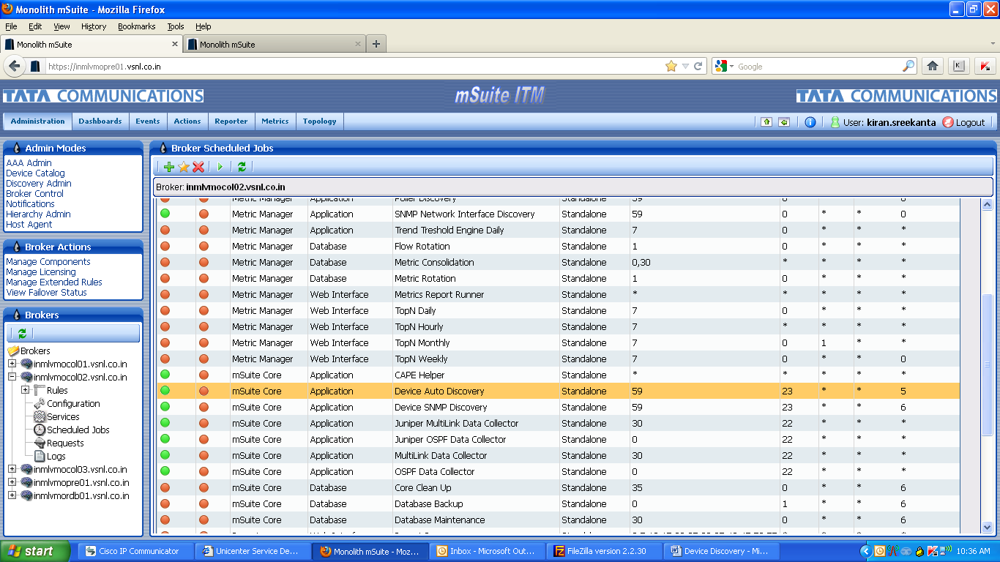 Monolith mSuite - Mozilla Firefox
File Edit View History Bookmarks Tools Help
Monolith mSuite × Monolith mSuite × +
https://inmlvmopre01.vsnl.co.in Google
TATA COMMUNICATIONS mSuite ITM TATA COMMUNICATIONS
Administration Dashboards Events Actions Reporter Metrics Topology User: kiran.sreekanta Logout
Admin Modes
AAA Admin
Device Catalog
Discovery Admin
Broker Control
Notifications
Hierarchy Admin
Host Agent
Broker Actions
Manage Components
Manage Licensing
Manage Extended Rules
View Failover Status
Brokers
Brokers
inmlvmocol01.vsnl.co.in
inmlvmocol02.vsnl.co.in
Rules
Configuration
Services
Scheduled Jobs
Requests
Logs
inmlvmocol03.vsnl.co.in
inmlvmopre01.vsnl.co.in
inmlvmordb01.vsnl.co.in
Broker Scheduled Jobs
Broker: inmlvmocol02.vsnl.co.in
Metric Manager Application Poller Discovery Standalone 59 0 0
Metric Manager Application SNMP Network Interface Discovery Standalone 59 0 * * 0
Metric Manager Application Trend Treshold Engine Daily Standalone 7 0 * * *
Metric Manager Database Flow Rotation Standalone 1 0 * * *
Metric Manager Database Metric Consolidation Standalone 0,30 * * * *
Metric Manager Database Metric Rotation Standalone 1 0 * * *
Metric Manager Web Interface Metrics Report Runner Standalone * * * * *
Metric Manager Web Interface TopN Daily Standalone 7 0 * * *
Metric Manager Web Interface TopN Hourly Standalone 7 * * * *
Metric Manager Web Interface TopN Monthly Standalone 7 0 1 * *
Metric Manager Web Interface TopN Weekly Standalone 7 0 * * 0
mSuite Core Application CAPE Helper Standalone * * * * *
mSuite Core Application Device Auto Discovery Standalone 59 23 * * 5
mSuite Core Application Device SNMP Discovery Standalone 59 23 * * 6
mSuite Core Application Juniper MultiLink Data Collector Standalone 30 22 * * *
mSuite Core Application Juniper OSPF Data Collector Standalone 0 22 * * *
mSuite Core Application MultiLink Data Collector Standalone 30 22 * * *
mSuite Core Application OSPF Data Collector Standalone 0 22 * * *
mSuite Core Database Core Clean Up Standalone 35 0 * * 6
mSuite Core Database Database Backup Standalone 0 1 * * 6
mSuite Core Database Database Maintenance Standalone 30 0 * * 6
start Cisco IP Communicator Unicenter Service De... Monolith mSuite - Moz... Inbox - Microsoft Out... FileZilla version 2.2.30 Device Discovery - Mi... 10:36 AM